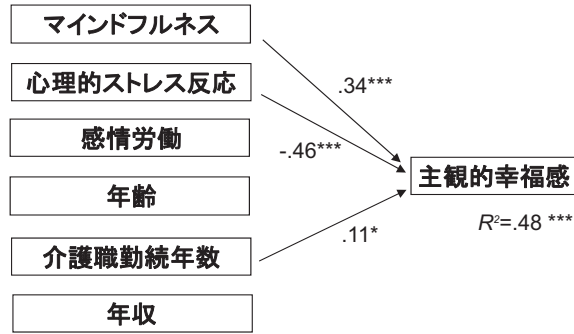 マインドフルネス
心理的ストレス反応
感情労働
年齢
介護職勤続年数
年収
.34***
-.46***
.11*
主観的幸福感
R²=.48 ***